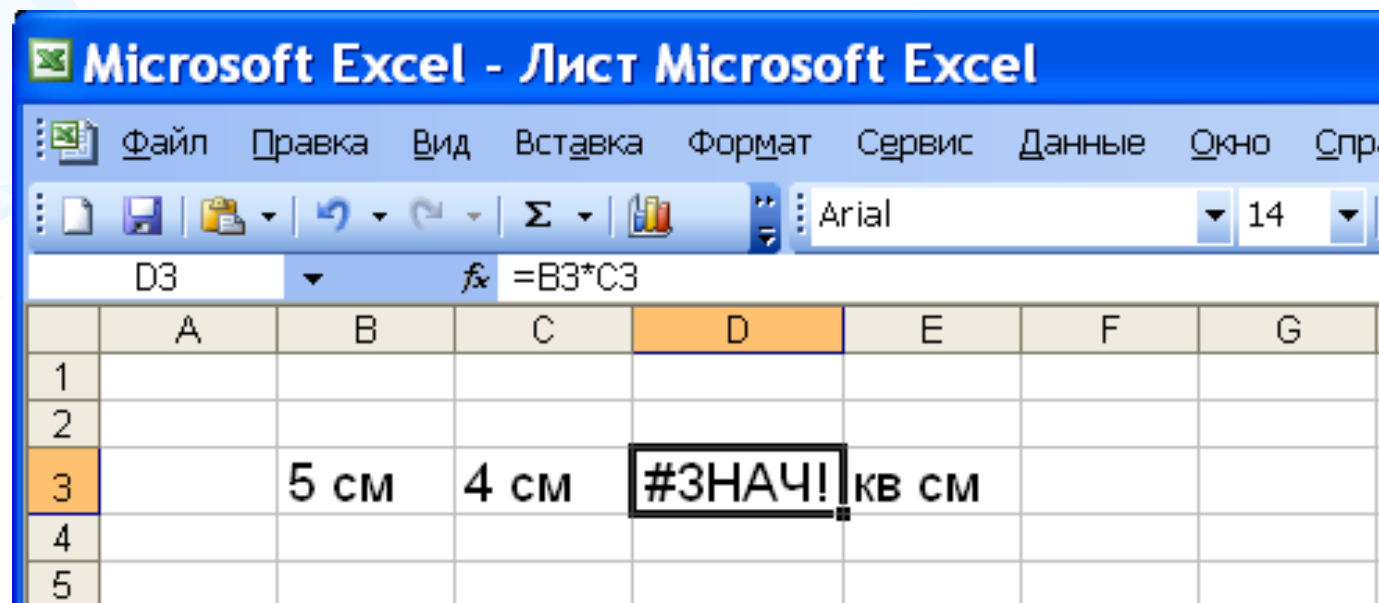 Microsoft Excel - Лист Microsoft Excel
Файл Правка Вид Вставка Формат Сервис Данные Окно
Σ Arial 14
D3 fx =B3*C3
A B C D E F G
1
2
3 5 см 4 см #ЗНАЧ! кв см
4
5